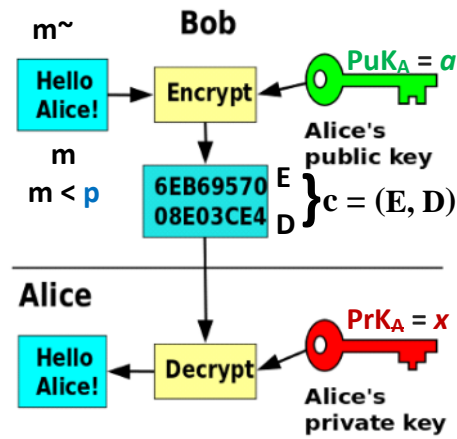 m~
Bob
Hello
Alice!
Encrypt
PuKA = a
Alice's
public key
m
m < p
6EB69570
08E03CE4
E
D
} c = (E, D)
Alice
PrKA = x
Hello
Alice!
Decrypt
Alice's
private key